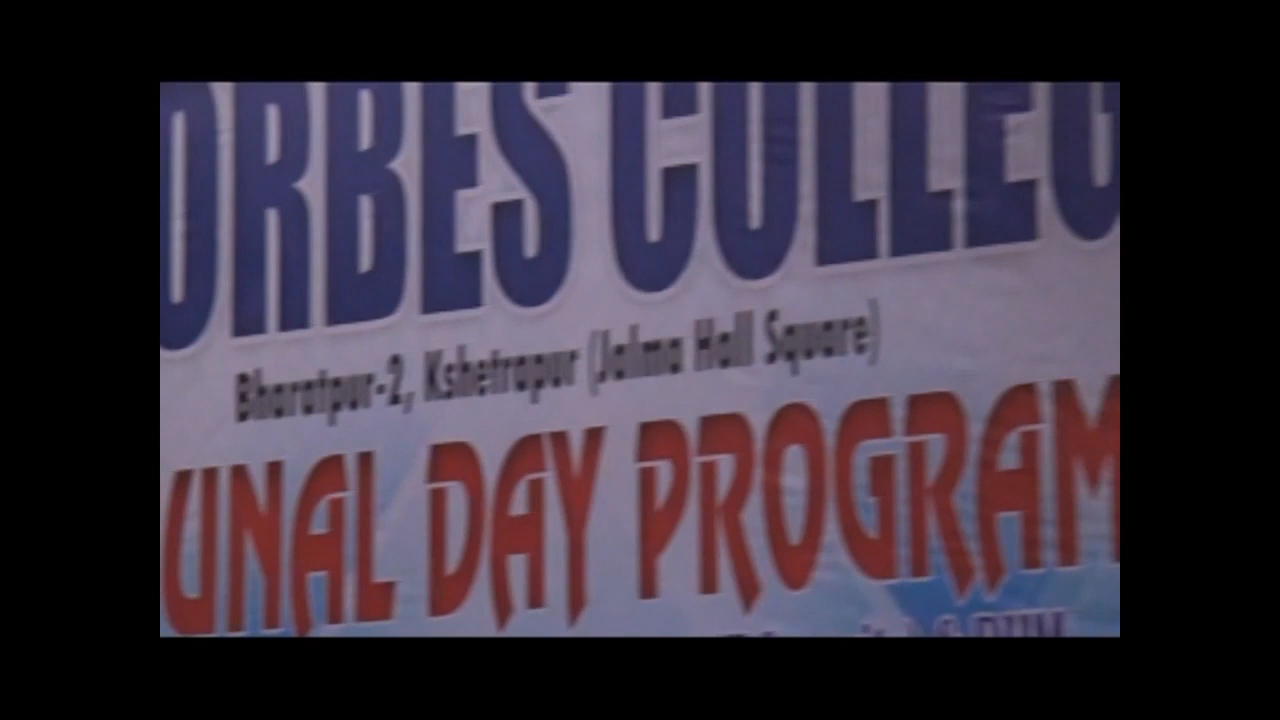 ORBES COLLEG
Bharatpur-2, Kshetrapur (Jalma Hall Square)
UNAL DAY PROGRAM